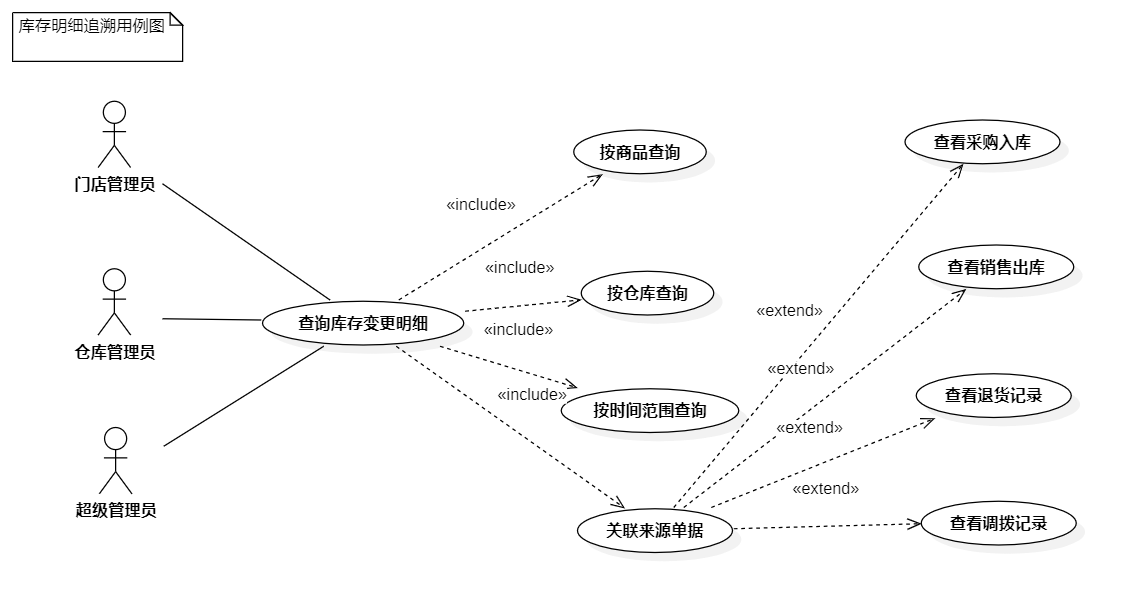 库存明细追溯用例图
门店管理员
仓库管理员
超级管理员
查询库存变更明细
«include»
«include»
«include»
«include»
按商品查询
按仓库查询
按时间范围查询
关联来源单据
«extend»
«extend»
«extend»
«extend»
查看采购入库
查看销售出库
查看退货记录
查看调拨记录